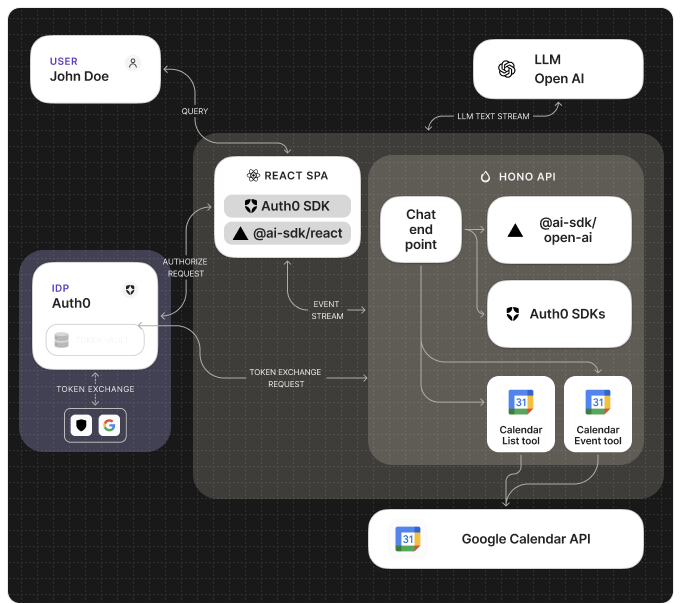 USER
John Doe
LLM
Open AI
QUERY
LLM TEXT STREAM
REACT SPA
Auth0 SDK
@ai-sdk/react
HONO API
Chat
end
point
@ai-sdk/
open-ai
Auth0 SDKs
AUTHORIZE
REQUEST
IDP
Auth0
TOKEN VAULT
EVENT
STREAM
TOKEN EXCHANGE
REQUEST
TOKEN EXCHANGE
31
Calendar
List tool
31
Calendar
Event tool
31
Google Calendar API